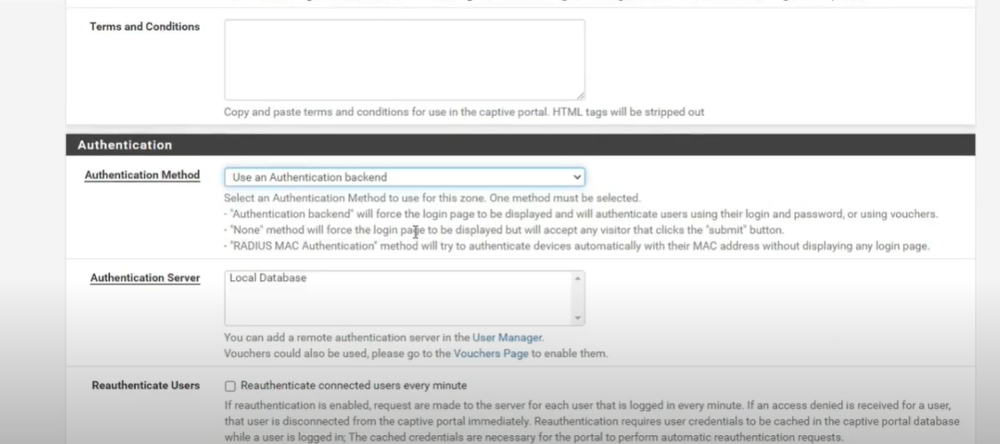 Terms and Conditions
Copy and paste terms and conditions for use in the captive portal. HTML tags will be stripped out
Authentication
Authentication Method
Use an Authentication backend
Select an Authentication Method to use for this zone. One method must be selected.
- "Authentication backend" will force the login page to be displayed and will authenticate users using their login and password, or using vouchers.
- "None" method will force the login page to be displayed but will accept any visitor that clicks the "submit" button.
- "RADIUS MAC Authentication" method will try to authenticate devices automatically with their MAC address without displaying any login page.
Authentication Server
Local Database
You can add a remote authentication server in the User Manager.
Vouchers could also be used, please go to the Vouchers Page to enable them.
Reauthenticate Users
Reauthenticate connected users every minute
If reauthentication is enabled, request are made to the server for each user that is logged in every minute. If an access denied is received for a user,
that user is disconnected from the captive portal immediately. Reauthentication requires user credentials to be cached in the captive portal database
while a user is logged in; The cached credentials are necessary for the portal to perform automatic reauthentication requests.